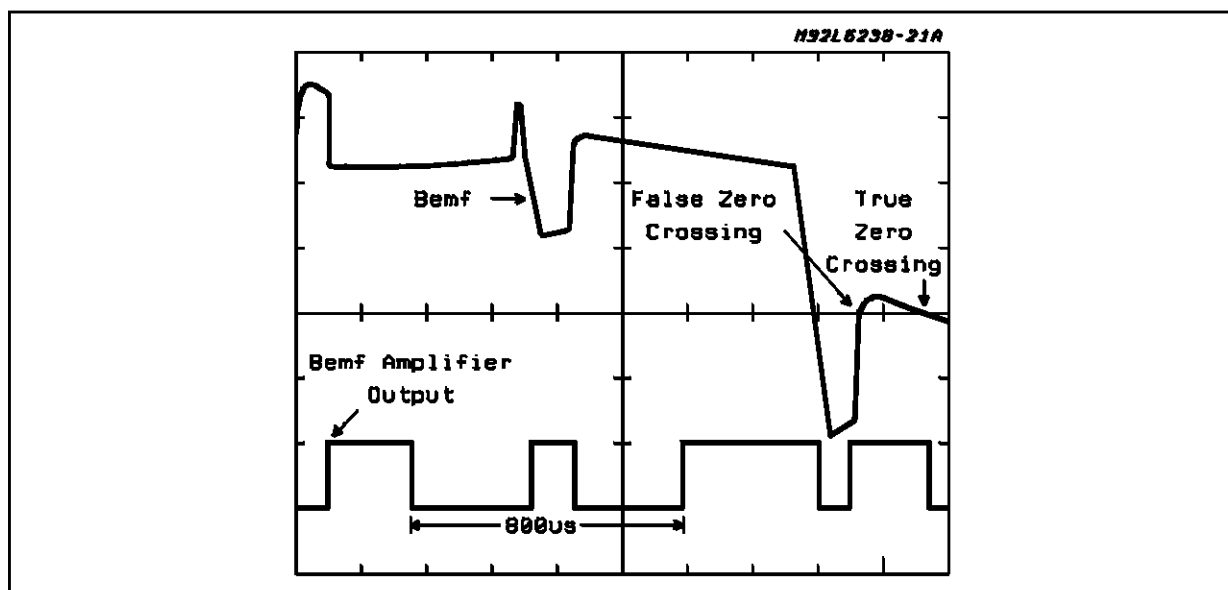 M92L6238-21A
Bemf
False Zero
Crossing
True
Zero
Crossing
Bemf Amplifier
Output
800us